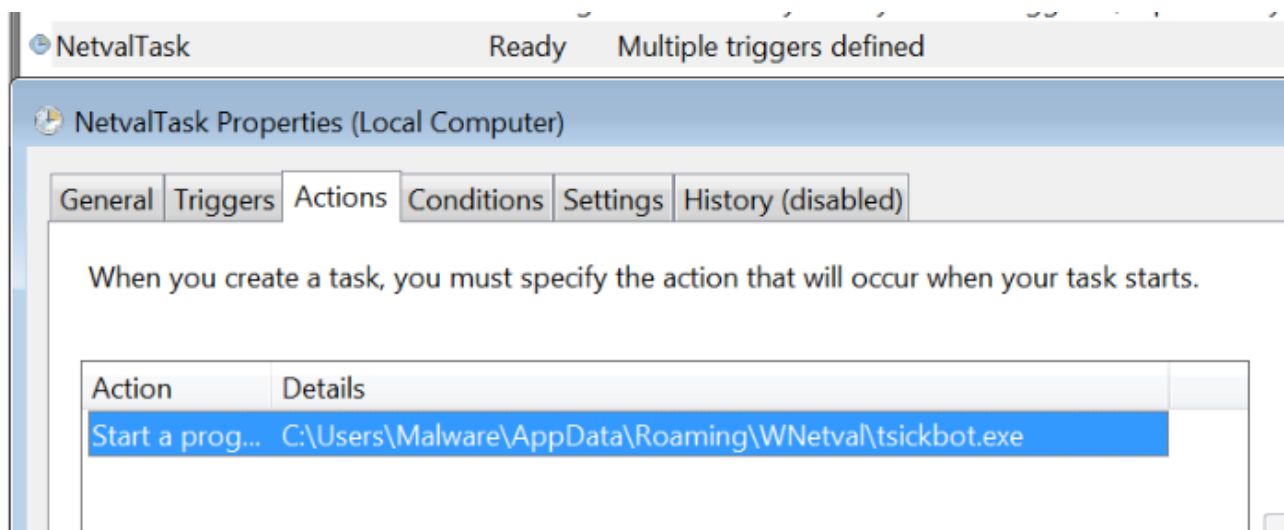 NetvalTask Ready Multiple triggers defined
NetvalTask Properties (Local Computer)
General Triggers Actions Conditions Settings History (disabled)
When you create a task, you must specify the action that will occur when your task starts.
Action Details
Start a prog... C:\Users\Malware\AppData\Roaming\WNetval\tsickbot.exe